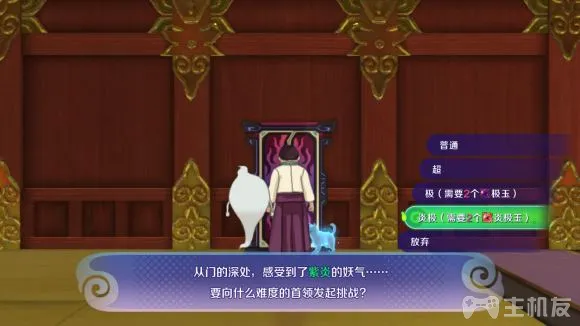 普通
超
极（需要2个极玉）
炎极（需要2个炎极玉）
放弃
从门的深处，感受到了紫炎的妖气……
要向什么难度的首领发起挑战？
主机友